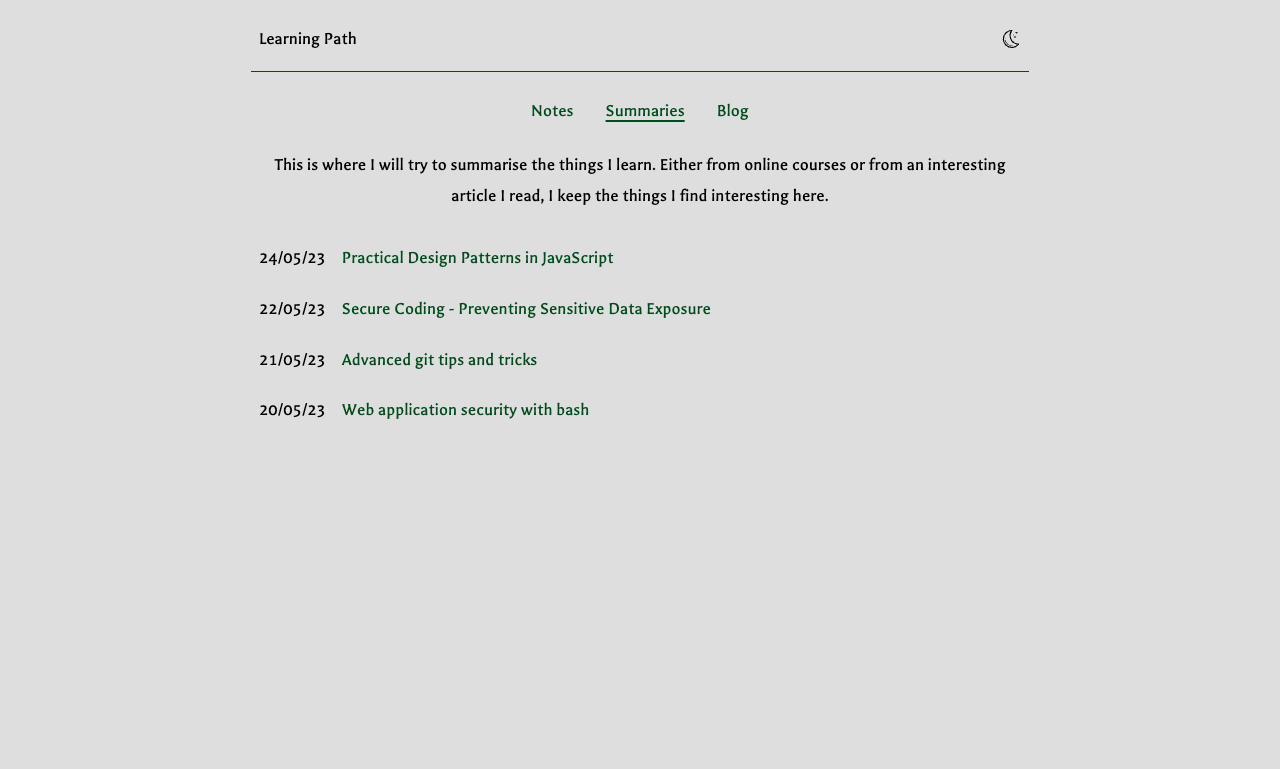 Learning Path
Notes Summaries Blog
This is where I will try to summarise the things I learn. Either from online courses or from an interesting
article I read, I keep the things I find interesting here.
24/05/23 Practical Design Patterns in JavaScript
22/05/23 Secure Coding - Preventing Sensitive Data Exposure
21/05/23 Advanced git tips and tricks
20/05/23 Web application security with bash